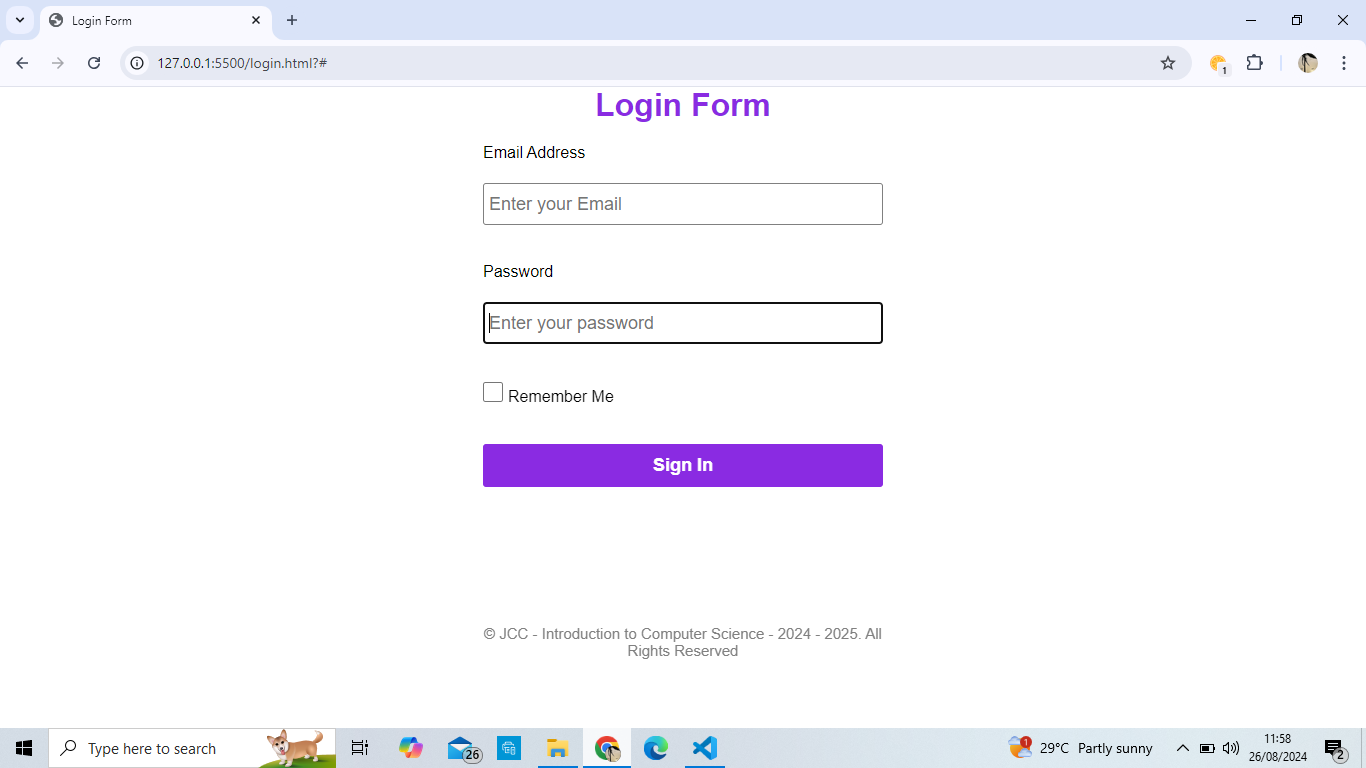 Login Form
127.0.0.1:5500/login.html?#
1
Login Form
Email Address
Enter your Email
Password
Enter your password
Remember Me
Sign In
© JCC - Introduction to Computer Science - 2024 - 2025. All
Rights Reserved
Type here to search
26
1
29°C Partly sunny
11:58
26/08/2024
2